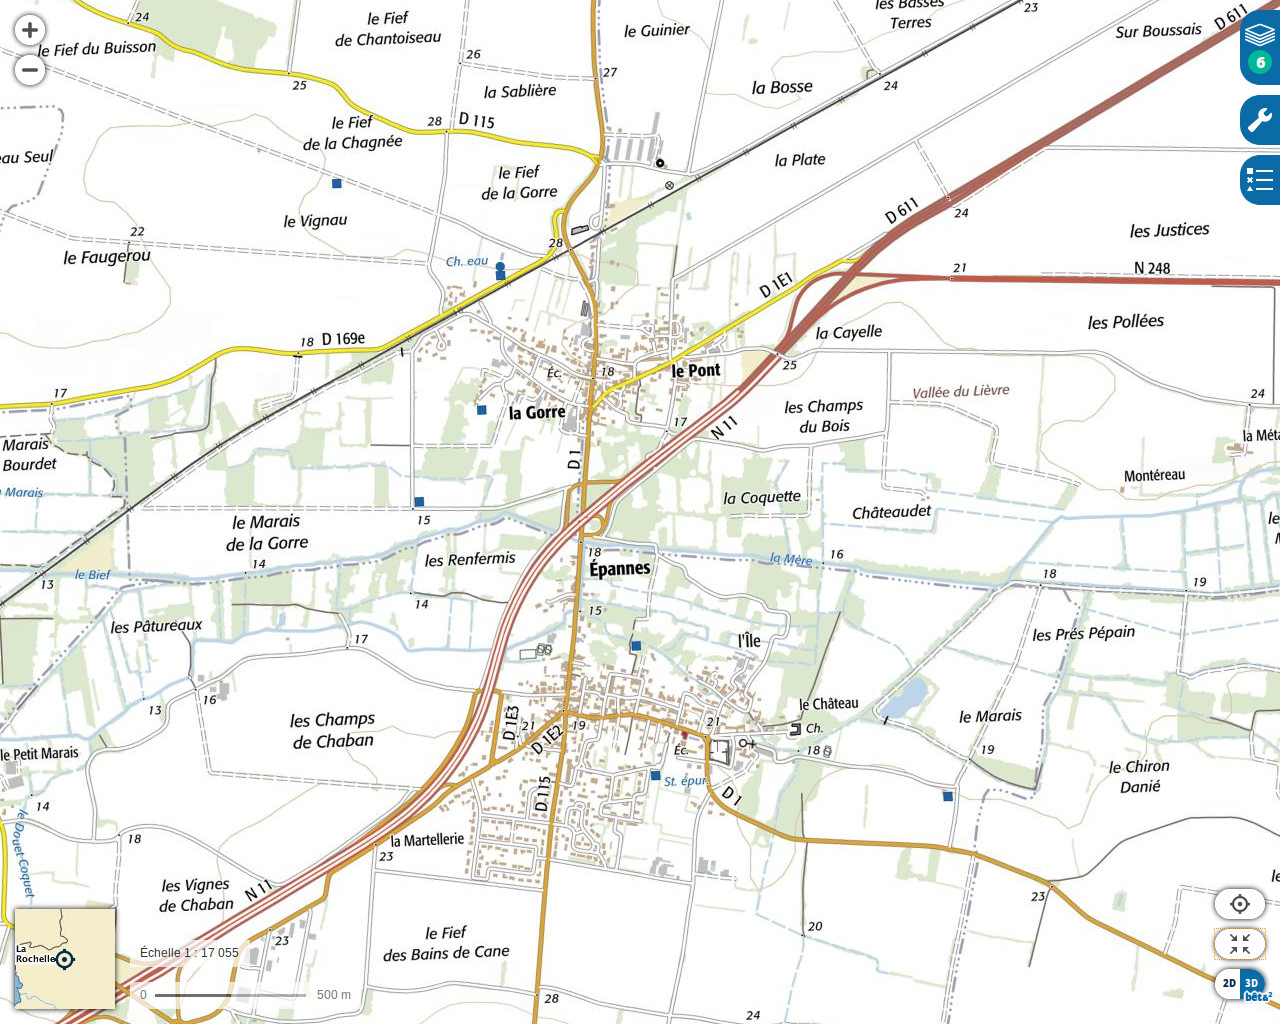 24
le Fief
de Chantoiseau
le Guinier
les Basses
Terres
23
Sur Boussais
D 611
le Fief du Buisson
26
27
25
la Sablière
la Bosse
24
6
28
D 115
le Fief
de la Chagnée
eau Seul
le Fief
de la Gorre
la Plate
D 611
24
le Vignau
22
le Faugerou
28
Ch. eau
les Justices
21
N 248
D 1E1
18
D 169e
la Cayelle
les Pollées
25
17
Éc.
18
le Pont
Vallée du Lièvre
24
la Gorre
17
N 11
les Champs
du Bois
Marais
Bourdet
Marais
D 1
Montéreau
la Coquette
Châteaudet
15
le Marais
de la Gorre
14
les Renfermis
18
Épannes
la Mère
16
13
le Bief
14
15
18
19
les Pâtureaux
17
l'Île
les Prés Pépain
16
13
les Champs
de Chaban
D 1E3
21
19
D 1E2
21
le Château
Ch.
18
le Marais
19
le Petit Marais
Éc.
St. épur.
D 1
le Chiron
Danié
14
le Douet Coquet
18
D 115
la Martellerie
23
les Vignes
de Chaban
N 11
23
20
23
le Fief
des Bains de Cane
La
Rochelle
Échelle 1 : 17 055
0
500 m
28
24
2D
3D
bêta²